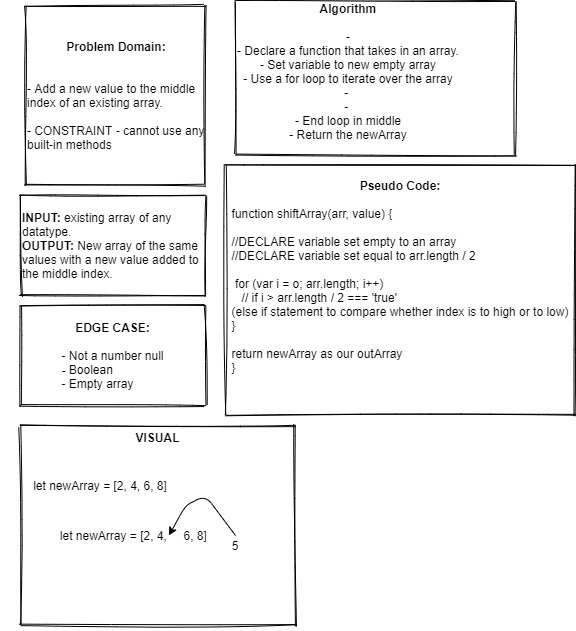 Problem Domain:
- Add a new value to the middle
index of an existing array.
- CONSTRAINT - cannot use any
built-in methods
Algorithm
-
- Declare a function that takes in an array.
- Set variable to new empty array
- Use a for loop to iterate over the array
-
-
- End loop in middle
- Return the newArray
INPUT: existing array of any
datatype.
OUTPUT: New array of the same
values with a new value added to
the middle index.
EDGE CASE:
- Not a number null
- Boolean
- Empty array
Pseudo Code:
function shiftArray(arr, value) {
//DECLARE variable set empty to an array
//DECLARE variable set equal to arr.length / 2
for (var i = o; arr.length; i++)
// if i > arr.length / 2 === 'true'
(else if statement to compare whether index is to high or to low)
}
return newArray as our outArray
}
VISUAL
let newArray = [2, 4, 6, 8]
let newArray = [2, 4, 6, 8]
5